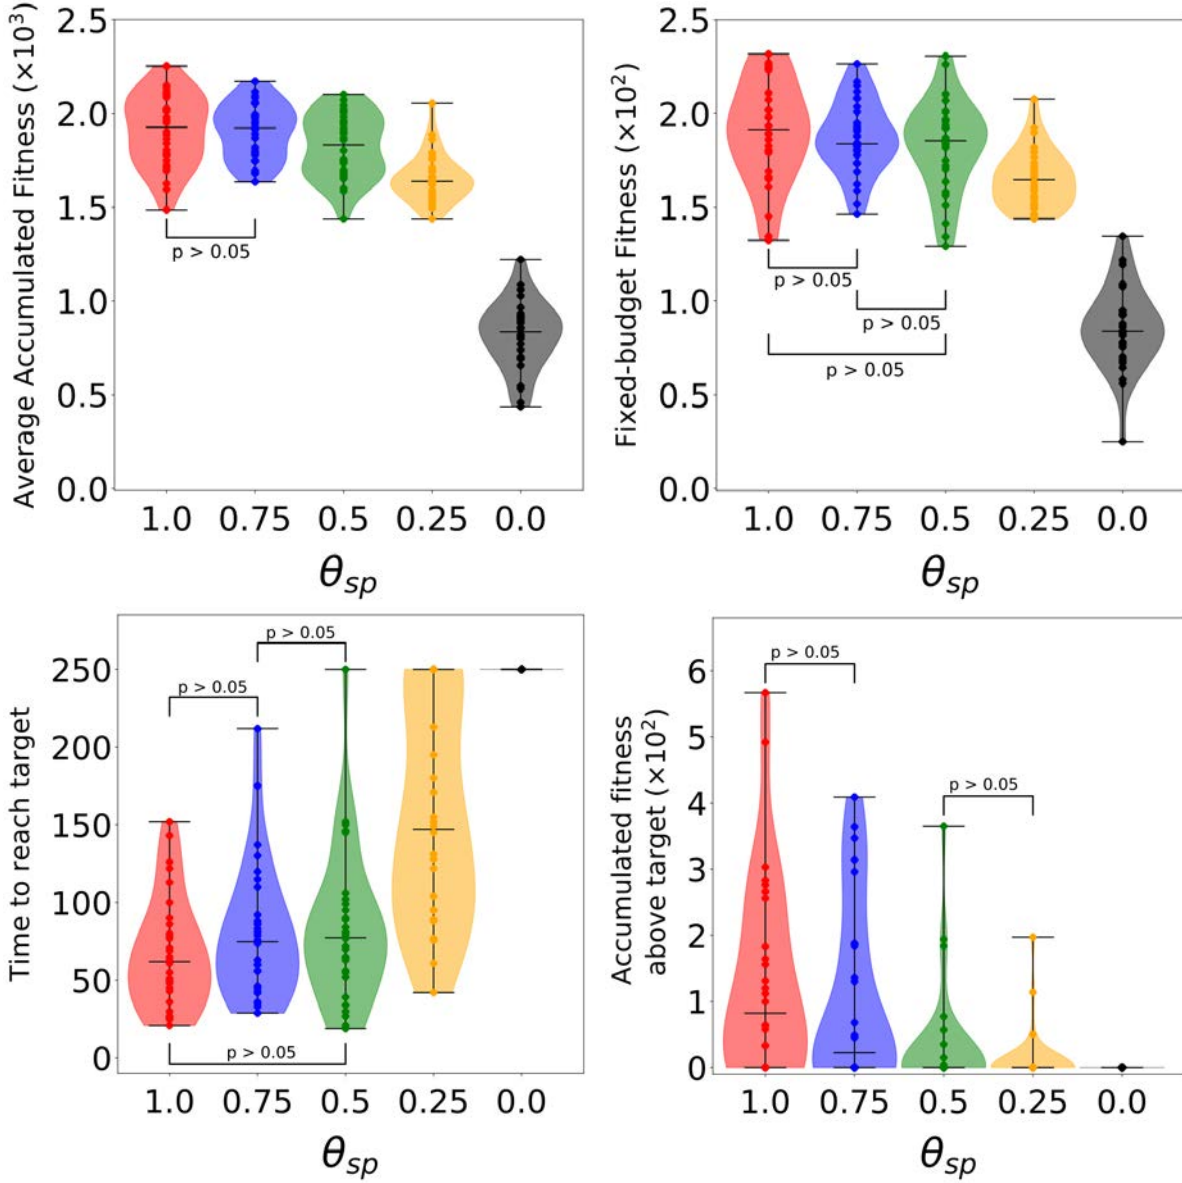 Average Accumulated Fitness (×10³)
2.5
2.0
1.5
1.0
0.5
0.0
p > 0.05
1.0 0.75 0.5 0.25 0.0
θsp
Fixed-budget Fitness (×10²)
2.5
2.0
1.5
1.0
0.5
0.0
p > 0.05
p > 0.05
p > 0.05
1.0 0.75 0.5 0.25 0.0
θsp
Time to reach target
250
200
150
100
50
0
p > 0.05
p > 0.05
p > 0.05
1.0 0.75 0.5 0.25 0.0
θsp
Accumulated fitness
above target (×10²)
6
5
4
3
2
1
0
p > 0.05
p > 0.05
1.0 0.75 0.5 0.25 0.0
θsp